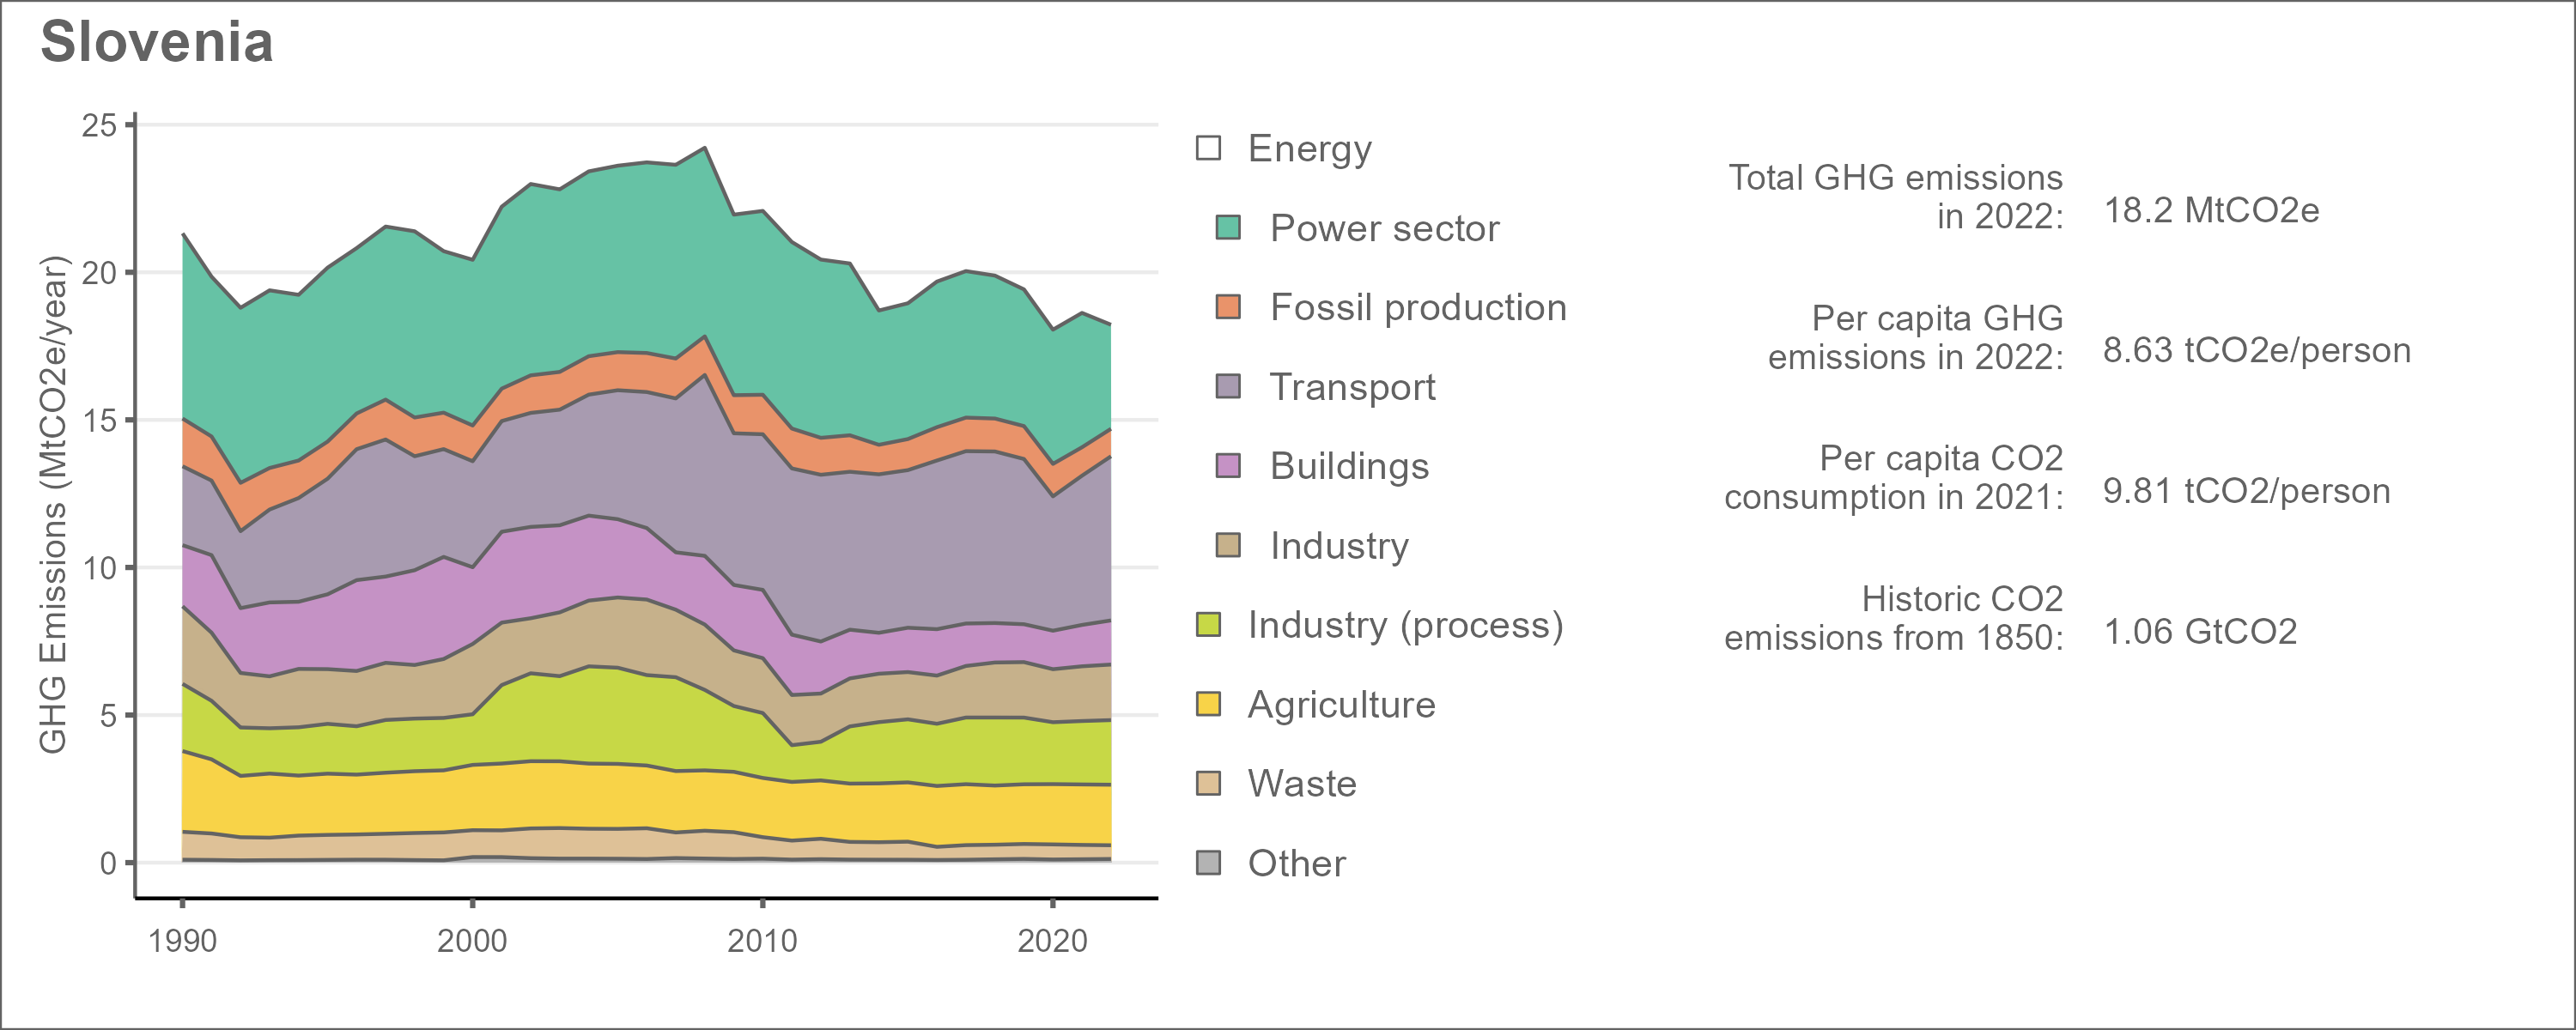 Slovenia
GHG Emissions (MtCO2e/year)
25
20
15
10
5
0
1990
2000
2010
2020
Energy
Power sector
Fossil production
Transport
Buildings
Industry
Industry (process)
Agriculture
Waste
Other
Total GHG emissions
in 2022:
18.2 MtCO2e
Per capita GHG
emissions in 2022:
8.63 tCO2e/person
Per capita CO2
consumption in 2021:
9.81 tCO2/person
Historic CO2
emissions from 1850:
1.06 GtCO2